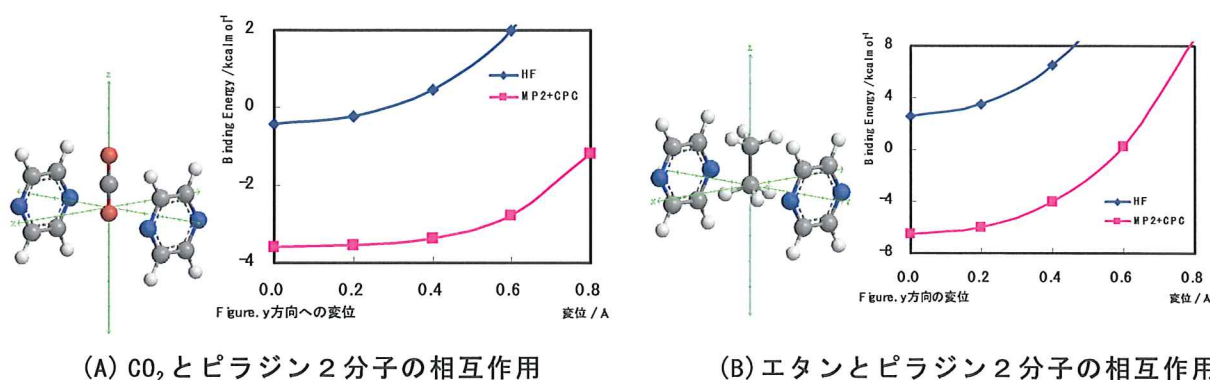 Binding Energy /kcalmol⁻¹
2
0
-2
-4
HF
MP2+CPC
0.0 0.2 0.4 0.6 0.8
Figure. y方向への変位 変位 / A
z
(A) CO₂とピラジン２分子の相互作用
Binding Energy /kcalmol⁻¹
8
4
0
-4
-8
HF
MP2+CPC
0.0 0.2 0.4 0.6 0.8
Figure. y方向の変位 変位 / A
z
(B) エタンとピラジン２分子の相互作用